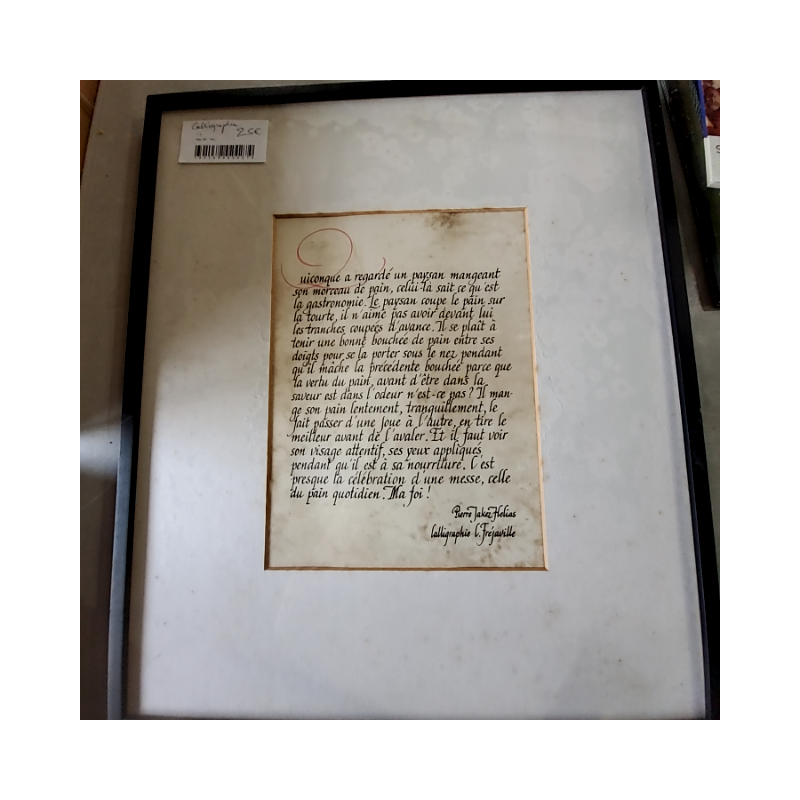 Calligraphie 25€
Quiconque a regardé un paysan mangeant
son morceau de pain, celui-là sait ce qu'est
la gastronomie. Le paysan coupe le pain sur
la tourte, il n'aime pas avoir devant lui
les tranches coupées d'avance. Il se plaît à
tenir une bonne bouchée de pain entre ses
doigts pour se la porter sous le nez pendant
qu'il mâche la précédente bouchée parce que
la vertu du pain, avant d'être dans la
saveur est dans l'odeur n'est-ce pas ? Il man-
ge son pain lentement, tranquillement, le
fait passer d'une joue à l'autre, en tire le
meilleur avant de l'avaler. Et il faut voir
son visage attentif, ses yeux appliqués
pendant qu'il est à sa nourriture. C'est
presque la célébration d'une messe, celle
du pain quotidien. Ma foi !
Pierre Jakez Helias
Calligraphie C. Fréjaville